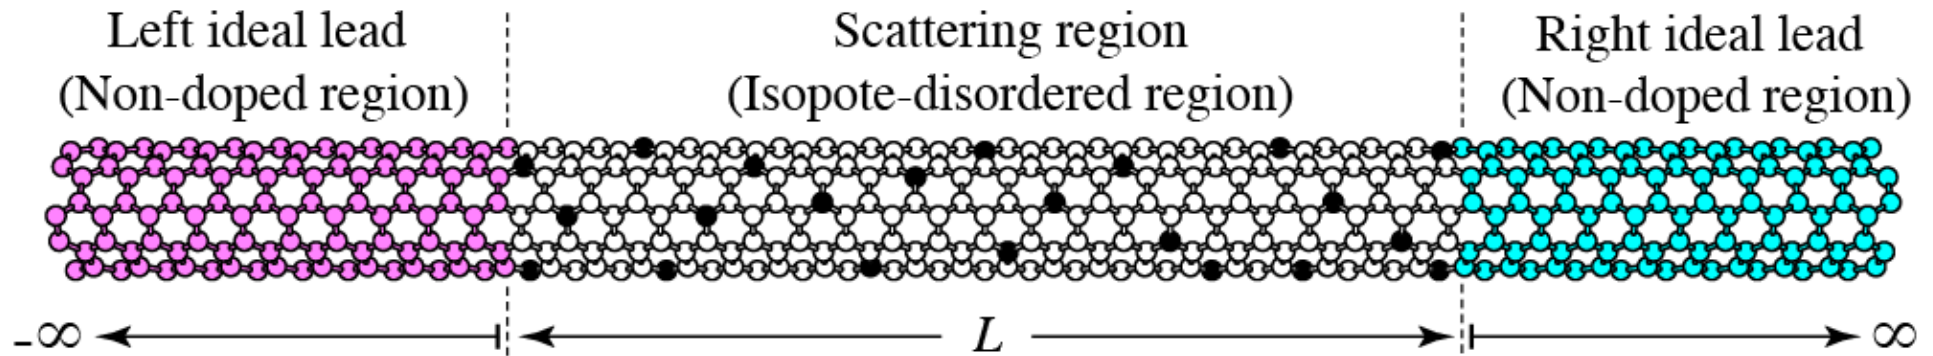 Left ideal lead
(Non-doped region)
Scattering region
(Isopote-disordered region)
Right ideal lead
(Non-doped region)
-∞
L
∞